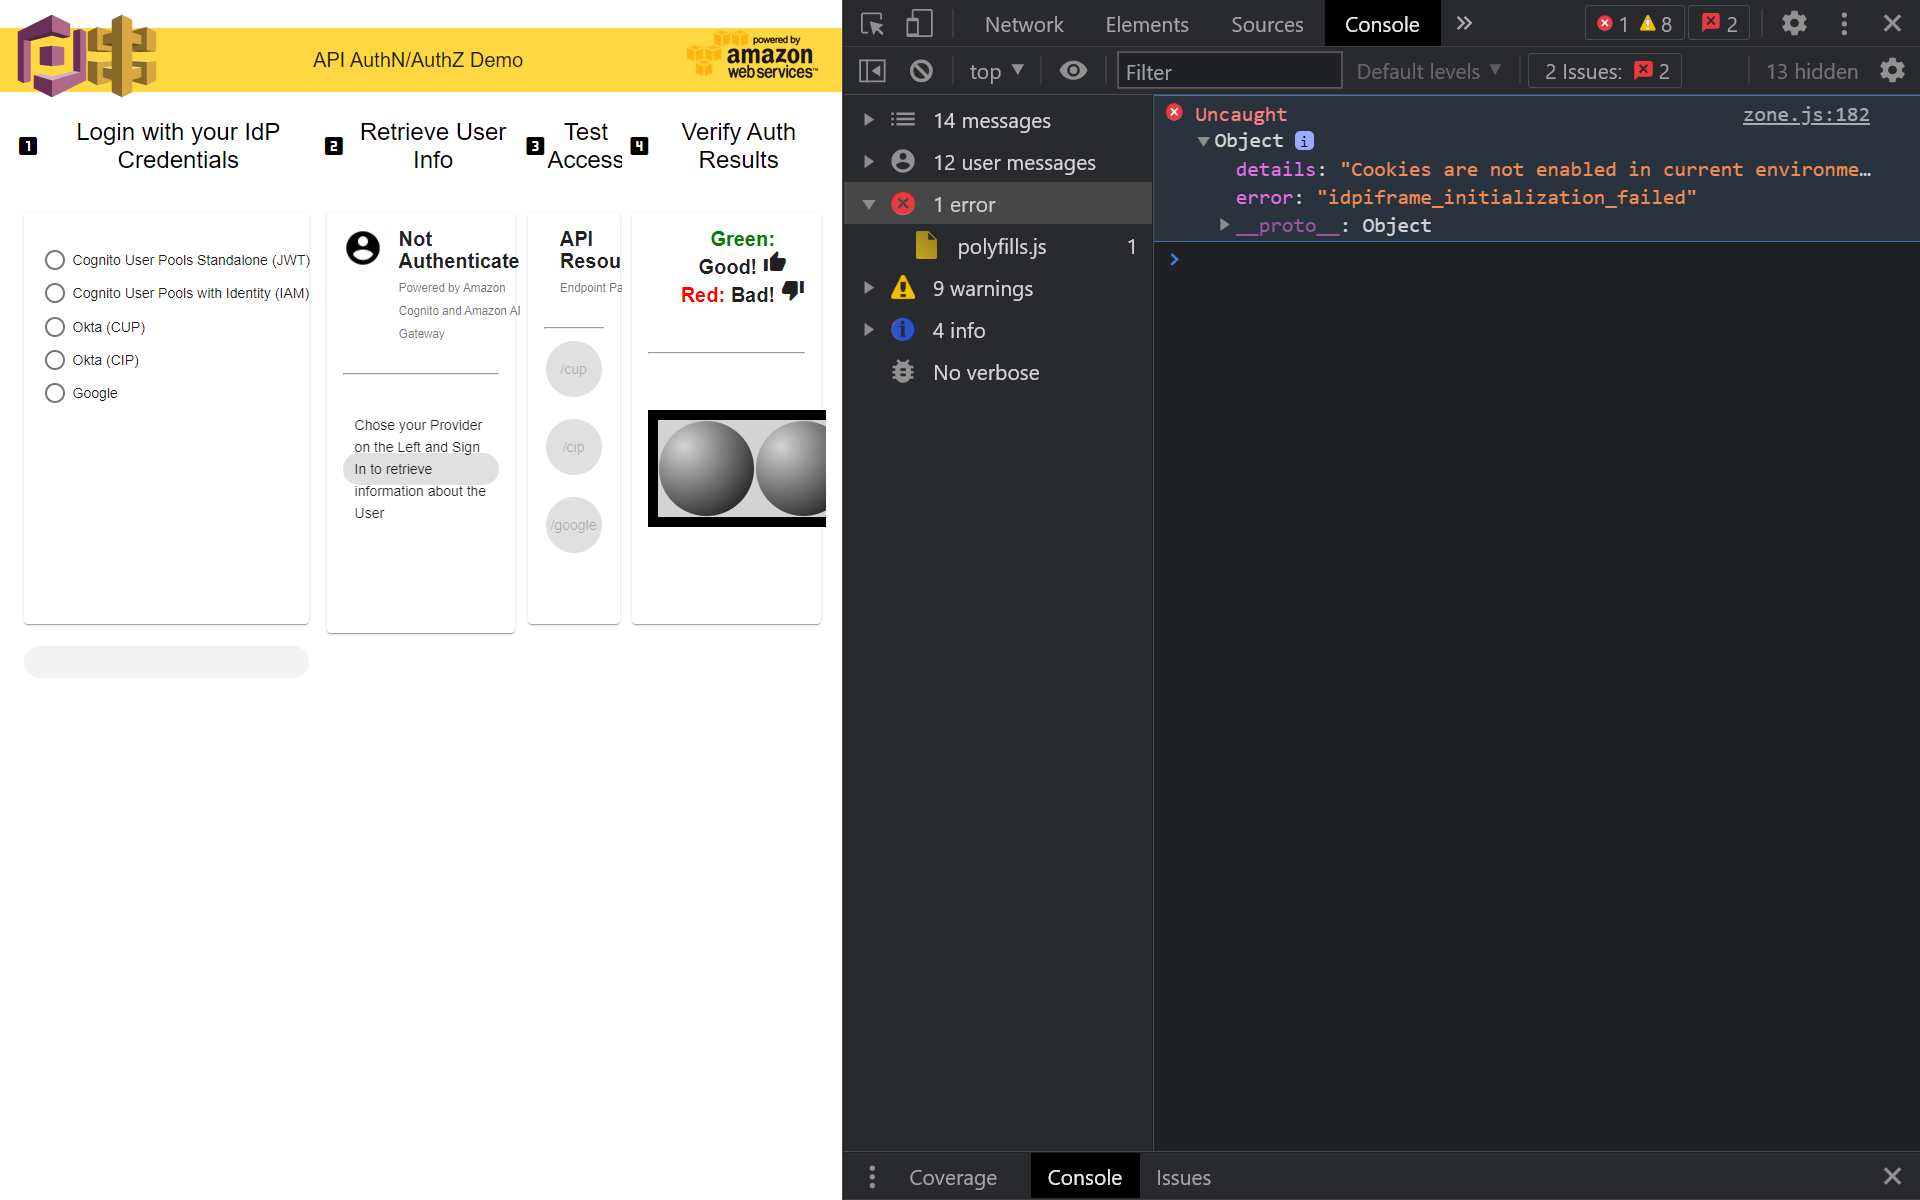 API AuthN/AuthZ Demo
powered by
amazon
web services™
1
Login with your IdP
Credentials
2
Retrieve User
Info
3
Test
Access
4
Verify Auth
Results
Cognito User Pools Standalone (JWT)
Cognito User Pools with Identity (IAM)
Okta (CUP)
Okta (CIP)
Google
Not
Authenticate
Powered by Amazon
Cognito and Amazon AP
Gateway
Chose your Provider
on the Left and Sign
In to retrieve
information about the
User
API
Resou
Endpoint Pa
/cup
/cip
/google
Green:
Good!
Red: Bad!
Network
Elements
Sources
Console
1
8
2
top
Filter
Default levels
2 Issues:
2
13 hidden
14 messages
12 user messages
1 error
polyfills.js
1
9 warnings
4 info
No verbose
Uncaught
zone.js:182
Object
details: "Cookies are not enabled in current environme…
error: "idpiframe_initialization_failed"
__proto__: Object
Coverage
Console
Issues